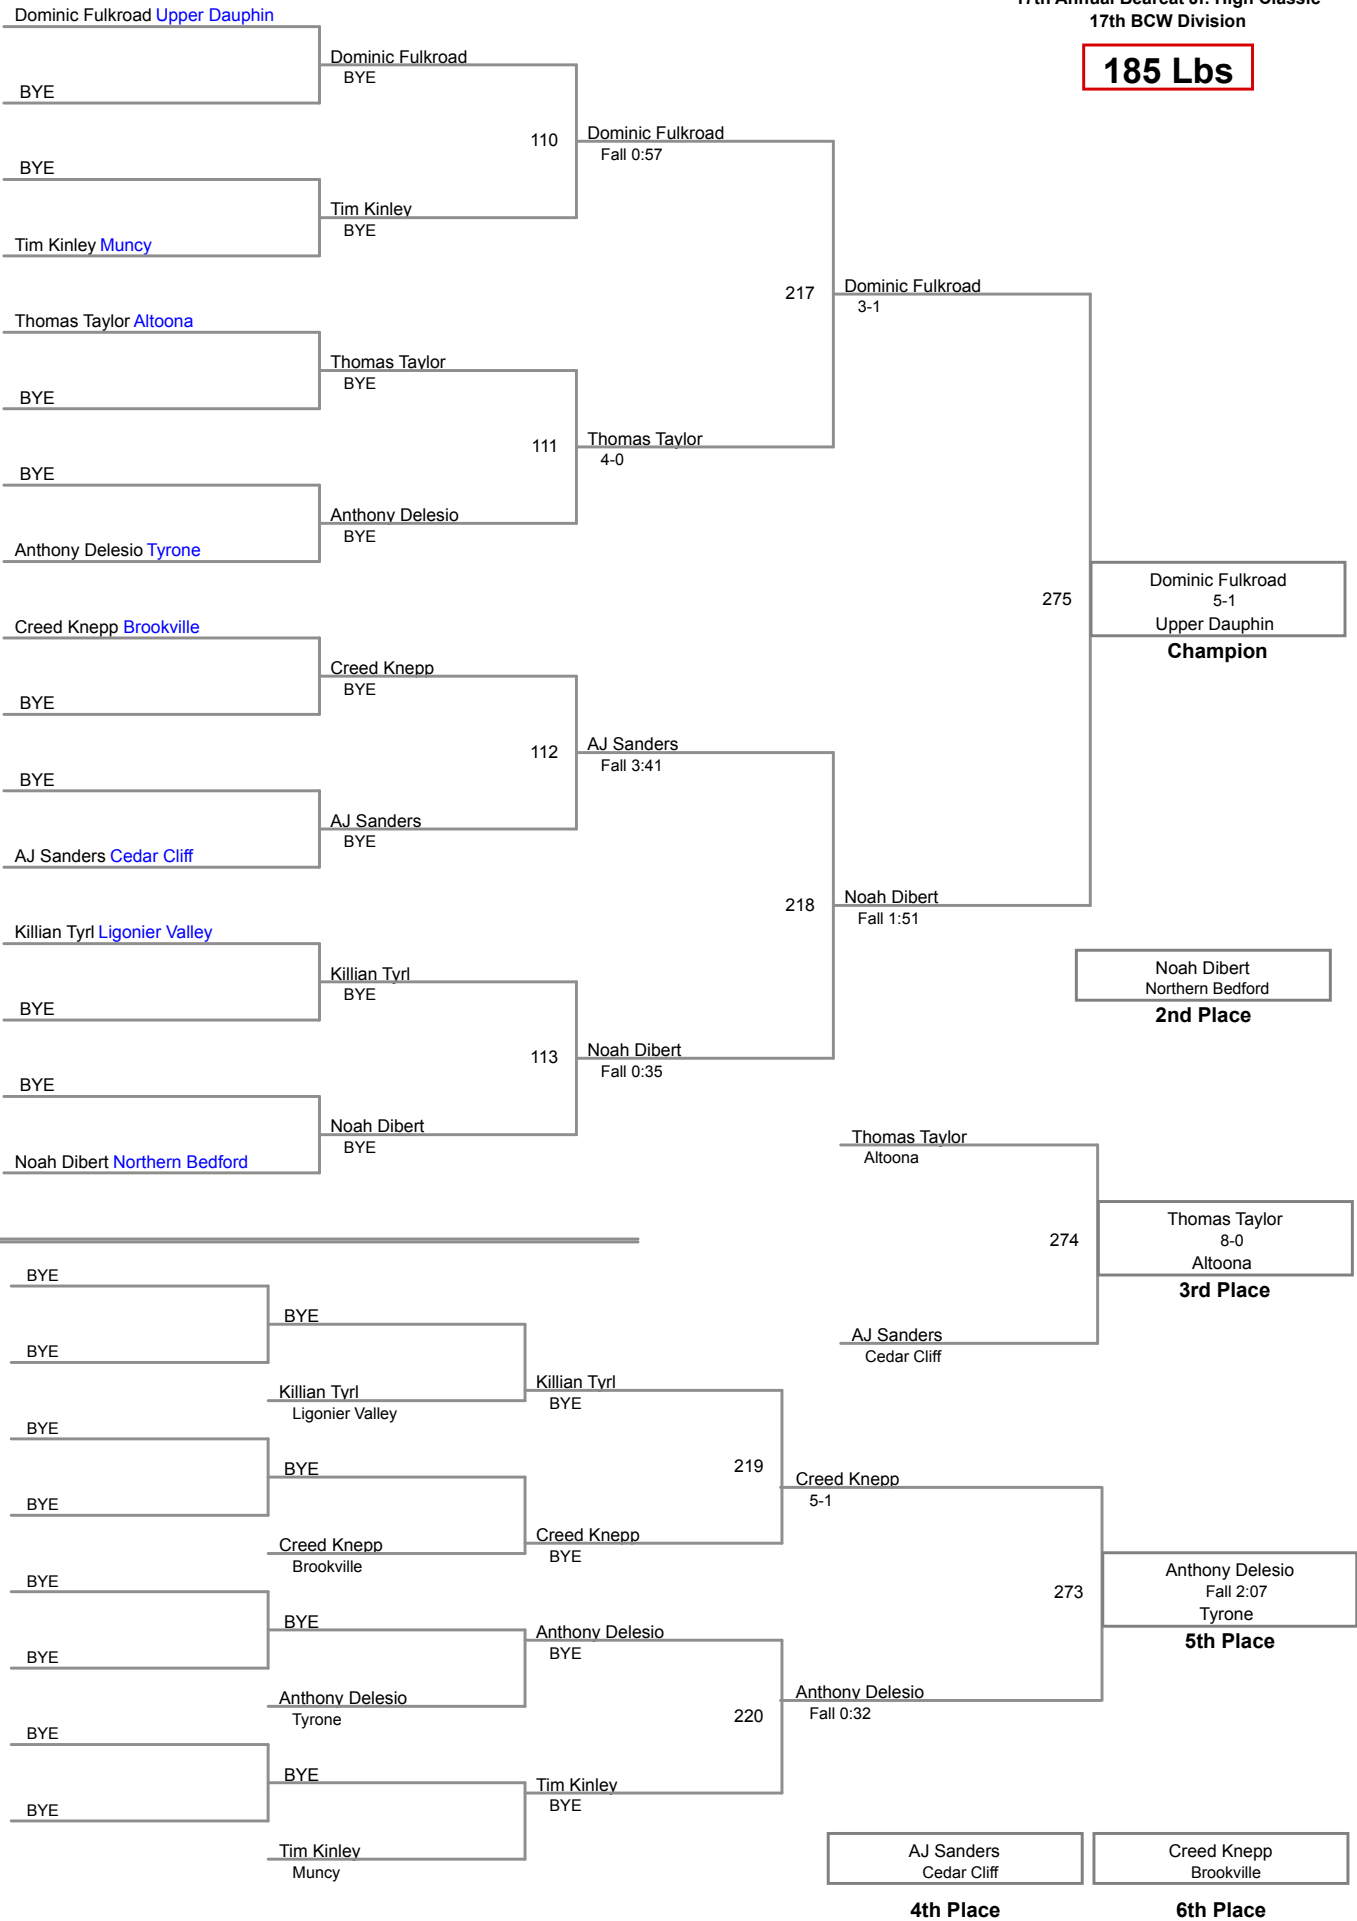 17th Annual Bearcat Jr. High Classic
17th BCW Division
185 Lbs
Dominic Fulkroad Upper Dauphin
BYE
BYE
Tim Kinley Muncy
Thomas Taylor Altoona
BYE
BYE
Anthony Delesio Tyrone
Creed Knepp Brookville
BYE
BYE
AJ Sanders Cedar Cliff
Killian Tyrl Ligonier Valley
BYE
BYE
Noah Dibert Northern Bedford
Dominic Fulkroad
BYE
Tim Kinley
BYE
Thomas Taylor
BYE
Anthony Delesio
BYE
Creed Knepp
BYE
AJ Sanders
BYE
Killian Tyrl
BYE
Noah Dibert
BYE
110
111
112
113
Dominic Fulkroad
Fall 0:57
Thomas Taylor
4-0
AJ Sanders
Fall 3:41
Noah Dibert
Fall 0:35
217
218
Dominic Fulkroad
3-1
Noah Dibert
Fall 1:51
275
Dominic Fulkroad
5-1
Upper Dauphin
Champion
Noah Dibert
Northern Bedford
2nd Place
Thomas Taylor
Altoona
AJ Sanders
Cedar Cliff
274
Thomas Taylor
8-0
Altoona
3rd Place
BYE
BYE
BYE
BYE
BYE
BYE
BYE
BYE
BYE
Killian Tyrl
Ligonier Valley
BYE
Creed Knepp
Brookville
BYE
Anthony Delesio
Tyrone
BYE
Tim Kinley
Muncy
Killian Tyrl
BYE
Creed Knepp
BYE
Anthony Delesio
BYE
Tim Kinley
BYE
219
220
Creed Knepp
5-1
Anthony Delesio
Fall 0:32
273
Anthony Delesio
Fall 2:07
Tyrone
5th Place
AJ Sanders
Cedar Cliff
4th Place
Creed Knepp
Brookville
6th Place